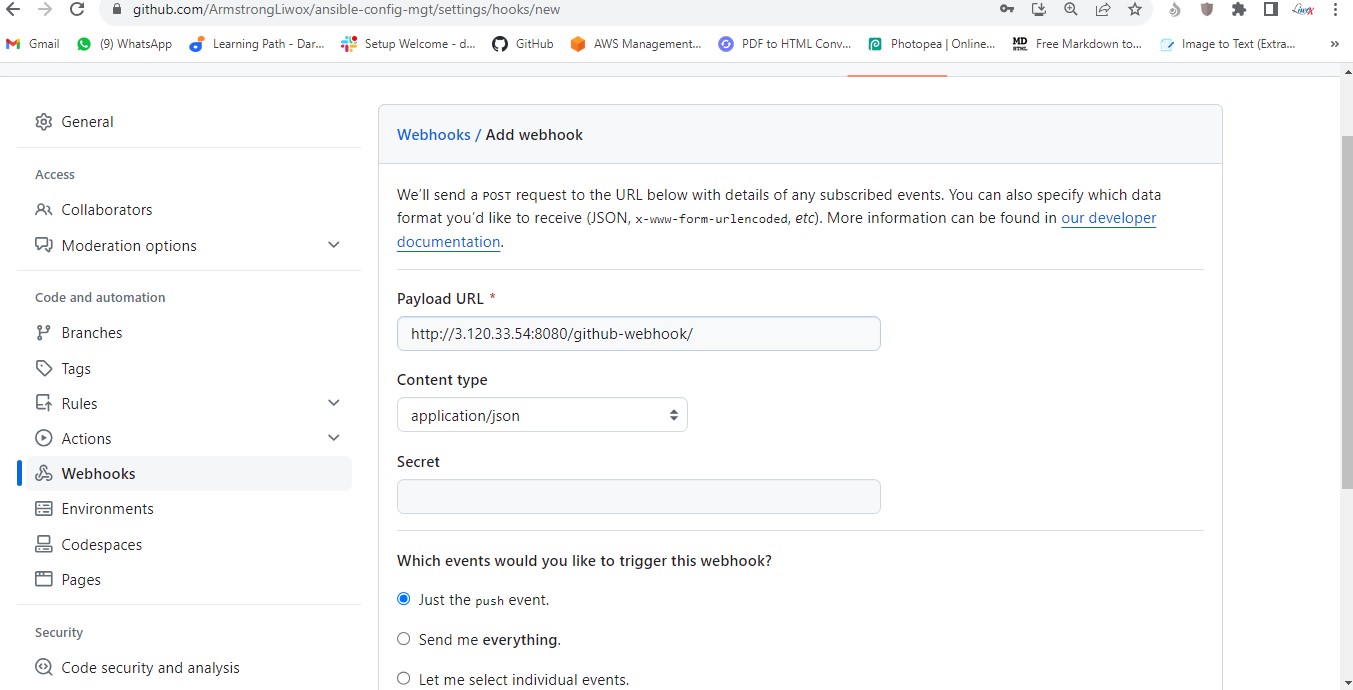 github.com/ArmstrongLiwox/ansible-config-mgt/settings/hooks/new
Gmail (9) WhatsApp Learning Path - Dar... Setup Welcome - d... GitHub AWS Management... PDF to HTML Conv... Photopea | Online... Free Markdown to... Image to Text (Extra... »
General
Access
Collaborators
Moderation options
Code and automation
Branches
Tags
Rules
Actions
Webhooks
Environments
Codespaces
Pages
Security
Code security and analysis
Webhooks / Add webhook
We'll send a POST request to the URL below with details of any subscribed events. You can also specify which data
format you'd like to receive (JSON, x-www-form-urlencoded, etc). More information can be found in our developer
documentation.
Payload URL *
http://3.120.33.54:8080/github-webhook/
Content type
application/json
Secret
Which events would you like to trigger this webhook?
Just the push event.
Send me everything.
Let me select individual events.